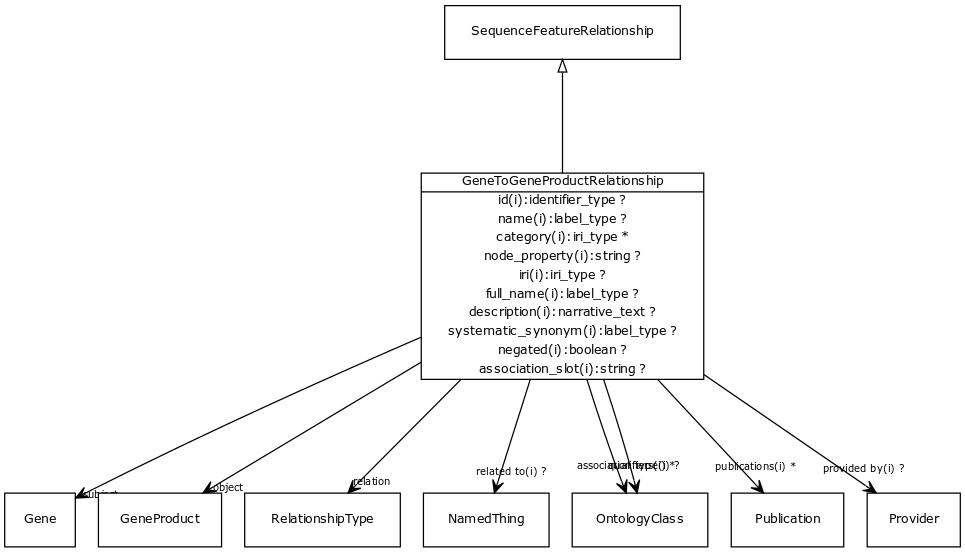 SequenceFeatureRelationship
GeneToGeneProductRelationship
id(i):identifier_type ?
name(i):label_type ?
category(i):iri_type *
node_property(i):string ?
iri(i):iri_type ?
full_name(i):label_type ?
description(i):narrative_text ?
systematic_synonym(i):label_type ?
negated(i):boolean ?
association_slot(i):string ?
subject
object
relation
related to(i) ?
association type(i) ?
qualifiers(i) *
publications(i) *
provided by(i) ?
Gene
GeneProduct
RelationshipType
NamedThing
OntologyClass
Publication
Provider